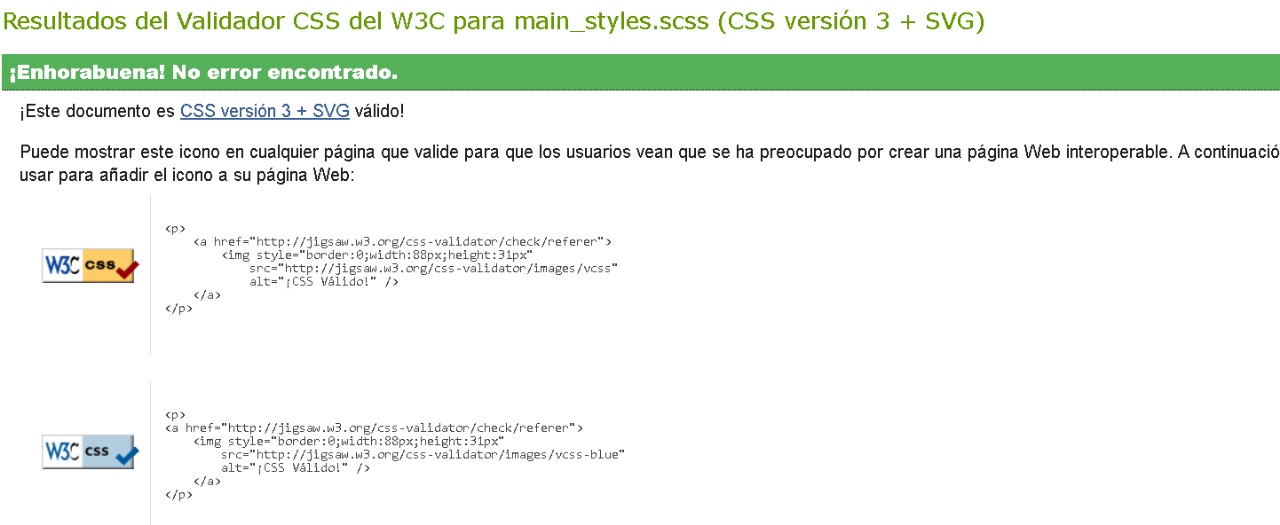 Resultados del Validador CSS del W3C para main_styles.scss (CSS versión 3 + SVG)
¡Enhorabuena! No error encontrado.
¡Este documento es CSS versión 3 + SVG válido!
Puede mostrar este icono en cualquier página que valide para que los usuarios vean que se ha preocupado por crear una página Web interoperable. A continuació
usar para añadir el icono a su página Web:
W3C css
<p>
    <a href="http://jigsaw.w3.org/css-validator/check/referer">
        <img style="border:0;width:88px;height:31px"
            src="http://jigsaw.w3.org/css-validator/images/vcss"
            alt="¡CSS Válido!" />
    </a>
</p>
W3C css
<p>
<a href="http://jigsaw.w3.org/css-validator/check/referer">
    <img style="border:0;width:88px;height:31px"
        src="http://jigsaw.w3.org/css-validator/images/vcss-blue"
        alt="¡CSS Válido!" />
    </a>
</p>